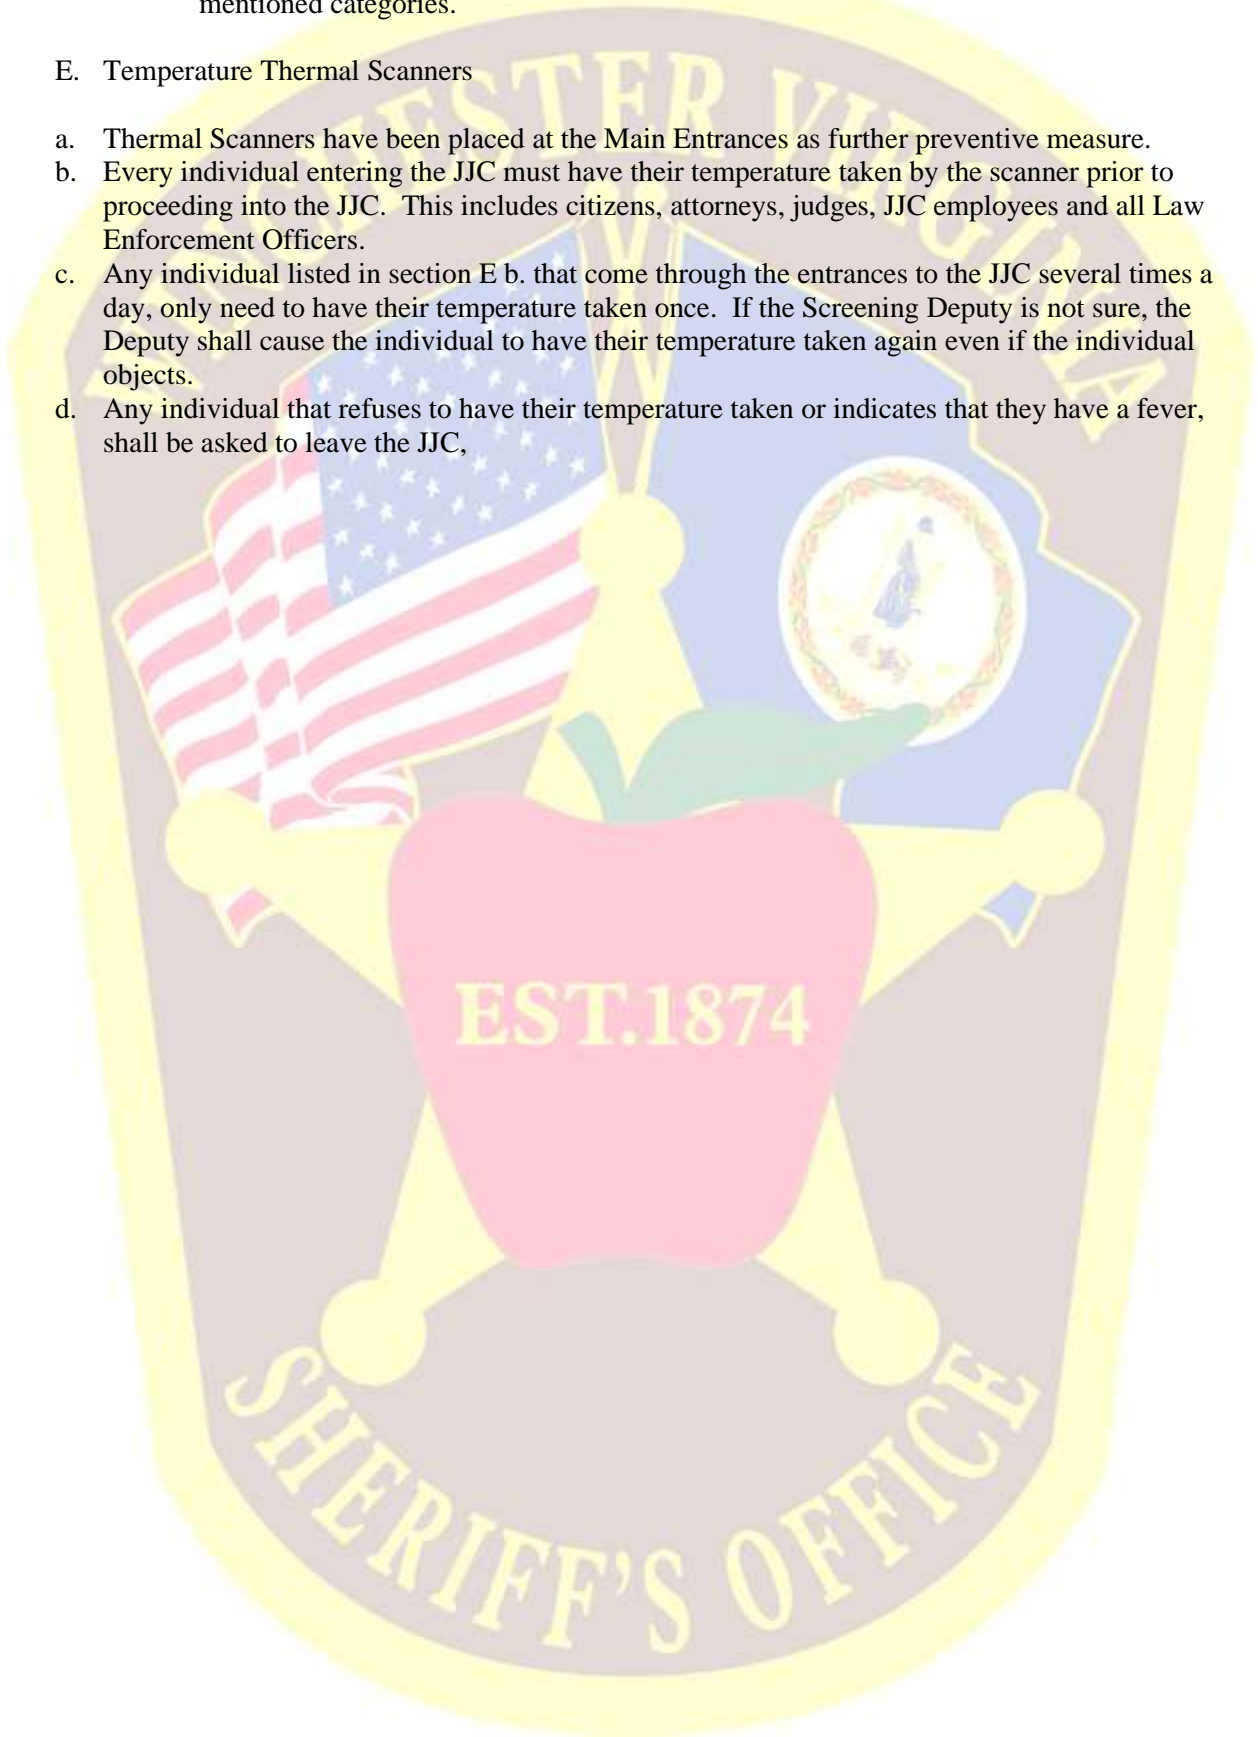 mentioned categories.
E. Temperature Thermal Scanners
a. Thermal Scanners have been placed at the Main Entrances as further preventive measure.
b. Every individual entering the JJC must have their temperature taken by the scanner prior to
proceeding into the JJC. This includes citizens, attorneys, judges, JJC employees and all Law
Enforcement Officers.
c. Any individual listed in section E b. that come through the entrances to the JJC several times a
day, only need to have their temperature taken once. If the Screening Deputy is not sure, the
Deputy shall cause the individual to have their temperature taken again even if the individual
objects.
d. Any individual that refuses to have their temperature taken or indicates that they have a fever,
shall be asked to leave the JJC,
WINCHESTER VIRGINIA
EST.1874
SHERIFF'S OFFICE